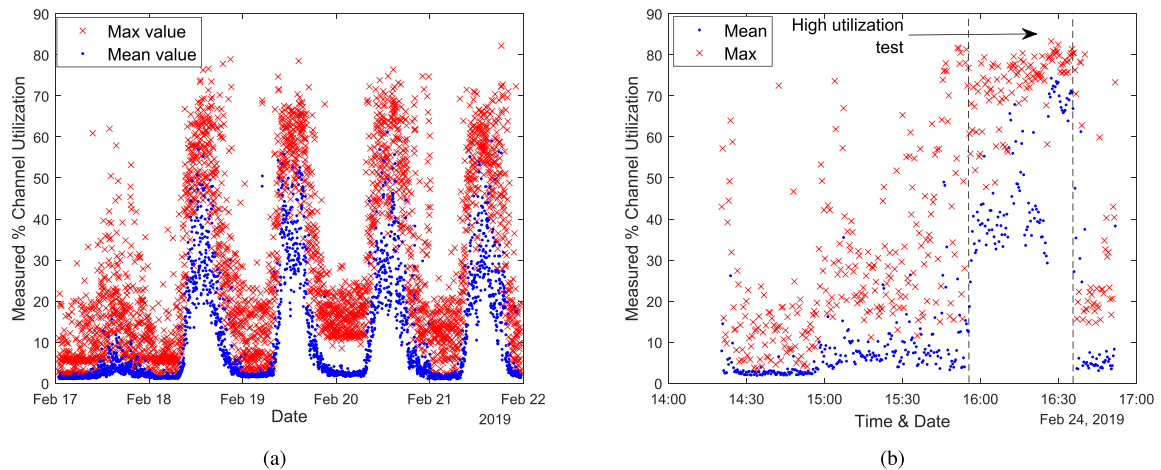 Measured % Channel Utilization
90
80
70
60
50
40
30
20
10
0
Max value
Mean value
Feb 17
Feb 18
Feb 19
Feb 20
Feb 21
Feb 22
Date
2019
(a)
Measured % Channel Utilization
90
80
70
60
50
40
30
20
10
0
Mean
Max
High utilization
test
14:00
14:30
15:00
15:30
16:00
16:30
17:00
Time & Date
Feb 24, 2019
(b)